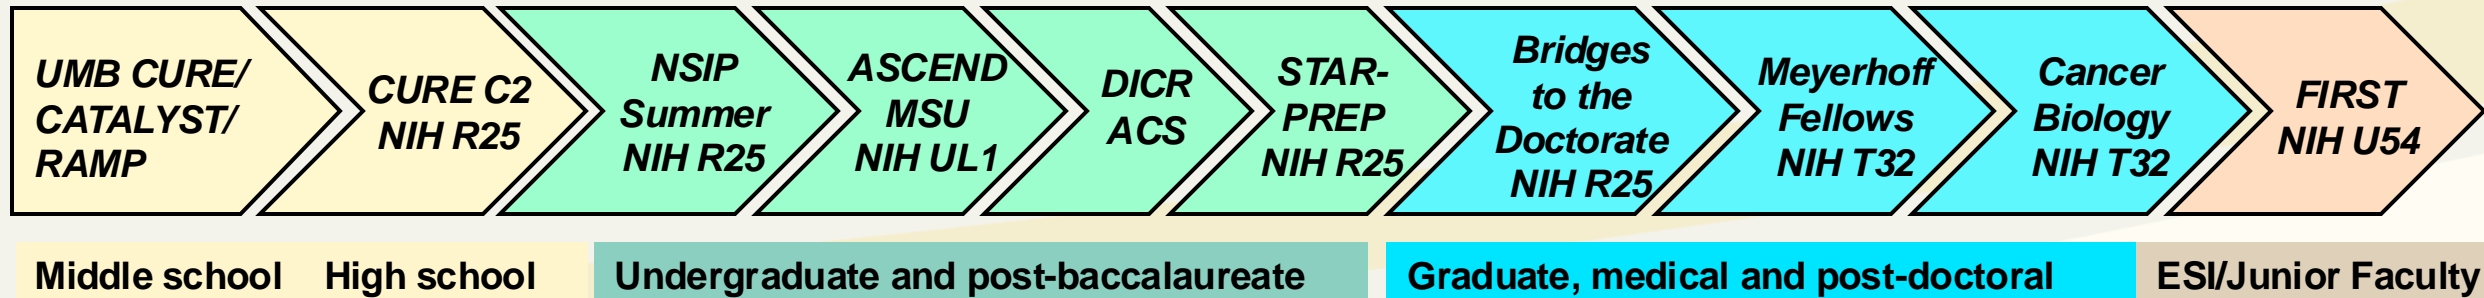 UMB CURE/
CATALYST/
RAMP
CURE C2
NIH R25
NSIP
Summer
NIH R25
ASCEND
MSU
NIH UL1
DICR
ACS
STAR-
PREP
NIH R25
Bridges
to the
Doctorate
NIH R25
Meyerhoff
Fellows
NIH T32
Cancer
Biology
NIH T32
FIRST
NIH U54
Middle school
High school
Undergraduate and post-baccalaureate
Graduate, medical and post-doctoral
ESI/Junior Faculty